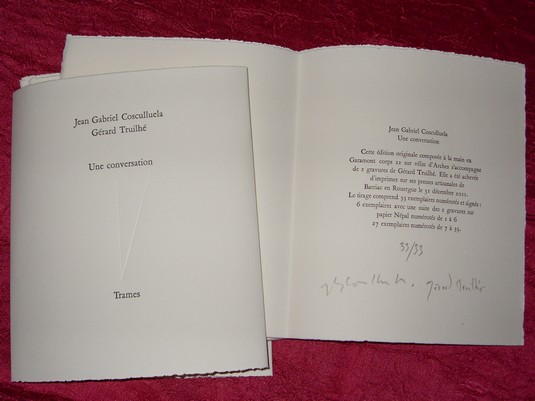 Jean Gabriel Cosculluela
Gérard Truilhé
Une conversation
Trames
Jean Gabriel Cosculluela
Une conversation
Cette édition originale composée à la main en
Garamont corps 12 sur vélin d'Arches s'accompagne
de 2 gravures de Gérard Truilhé. Elle a été achevée
d'imprimer sur ses presses artisanales de
Barriac en Rouergue le 31 décembre 2011.
Le tirage comprend 33 exemplaires numérotés et signés :
6 exemplaires avec une suite des 2 gravures sur
papier Népal numérotés de 1 à 6
27 exemplaires numérotés de 7 à 33.
33/33